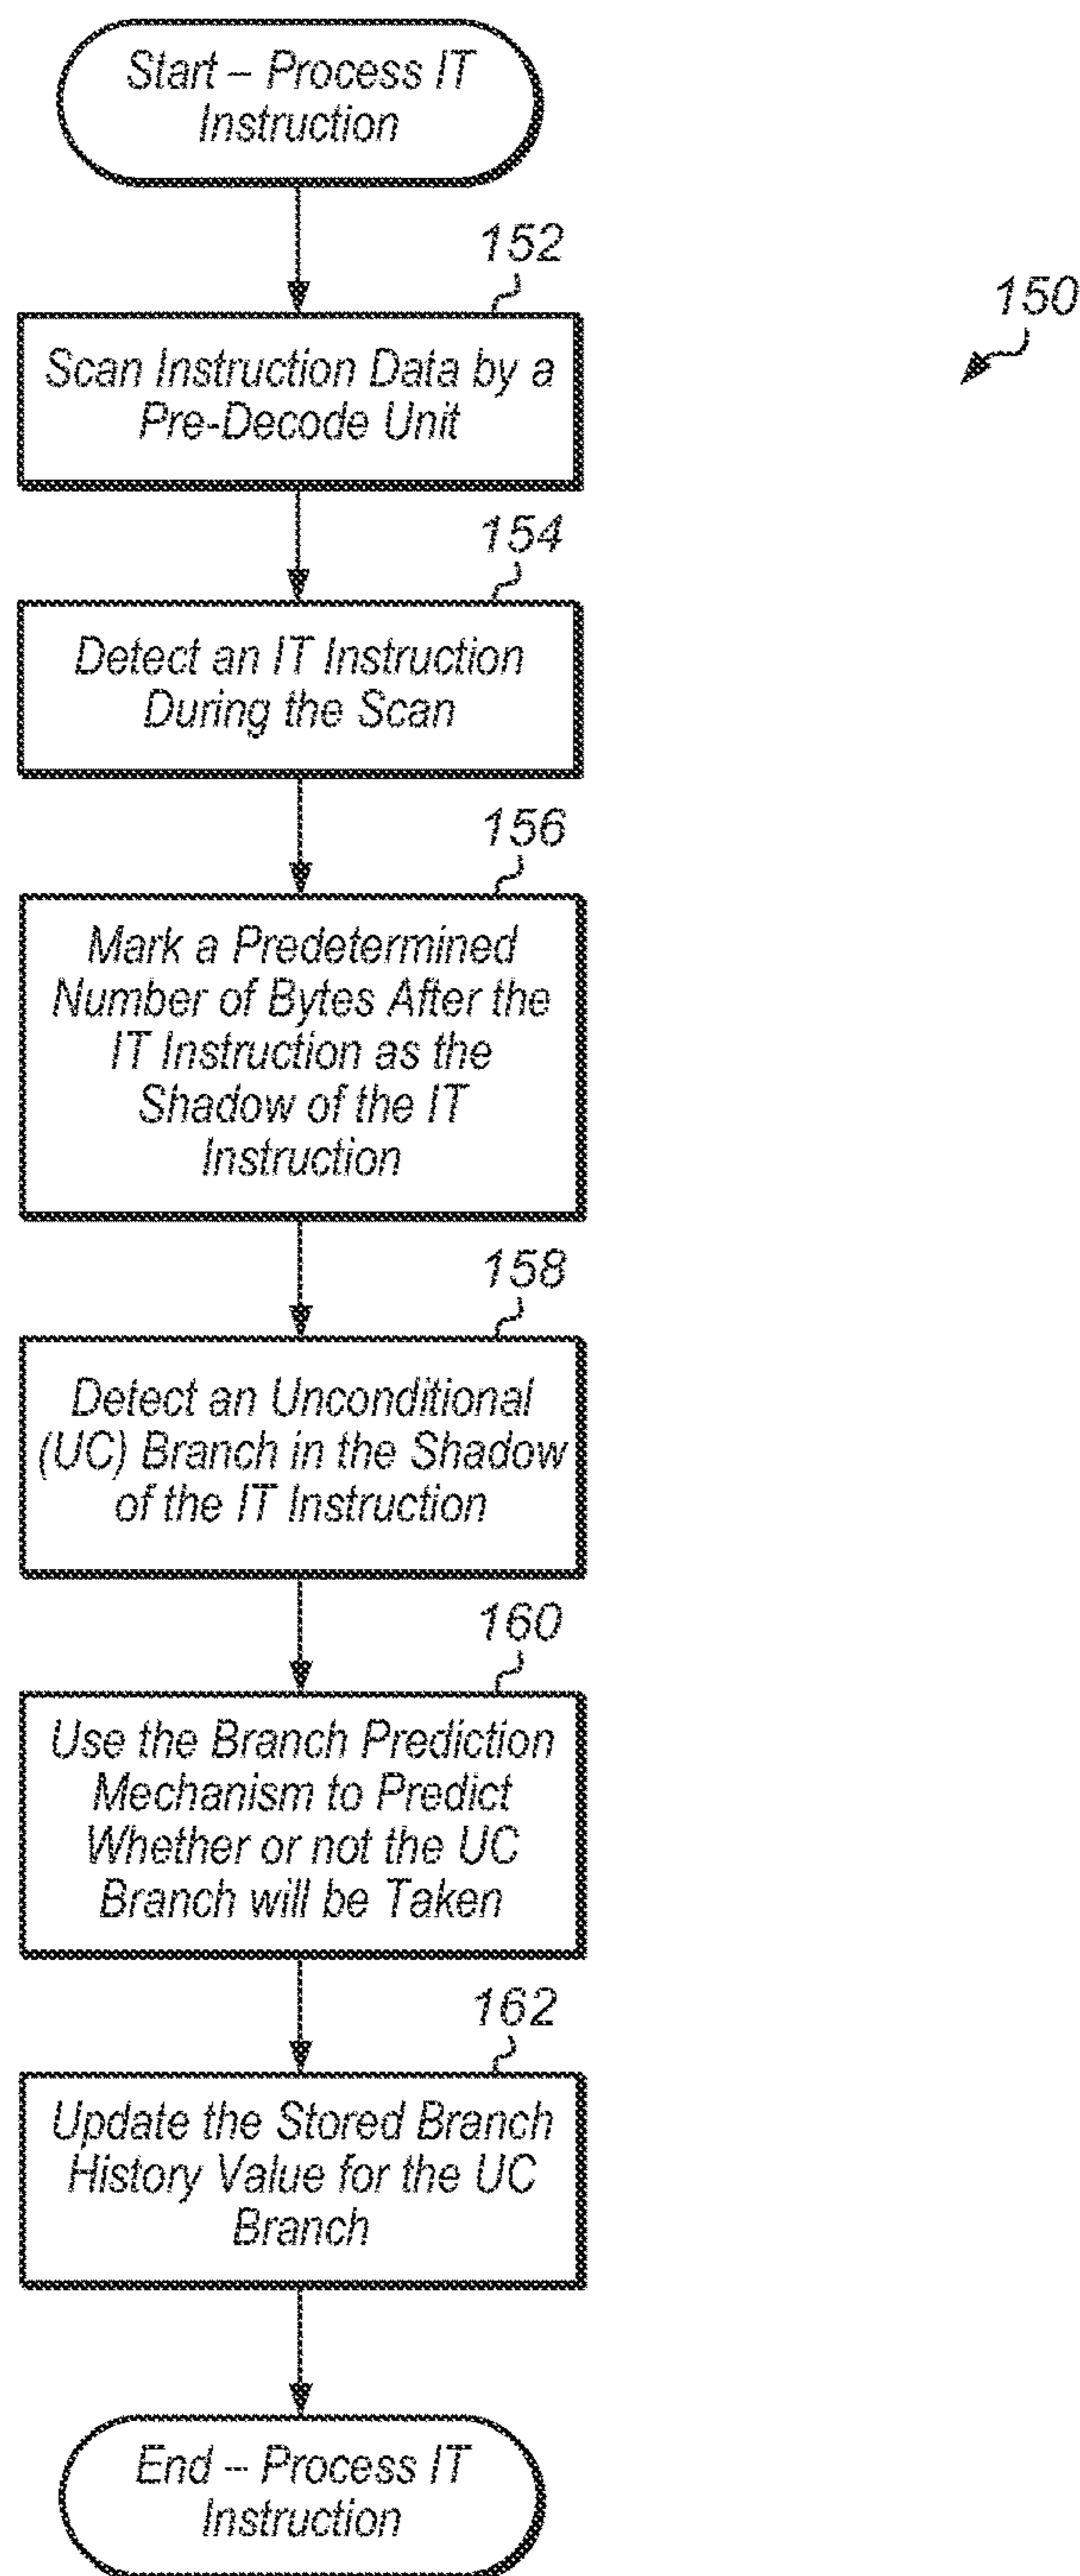 Start – Process IT
Instruction
152
150
Scan Instruction Data by a
Pre-Decode Unit
154
Detect an IT Instruction
During the Scan
156
Mark a Predetermined
Number of Bytes After the
IT Instruction as the
Shadow of the IT
Instruction
158
Detect an Unconditional
(UC) Branch in the Shadow
of the IT Instruction
160
Use the Branch Prediction
Mechanism to Predict
Whether or not the UC
Branch will be Taken
162
Update the Stored Branch
History Value for the UC
Branch
End – Process IT
Instruction